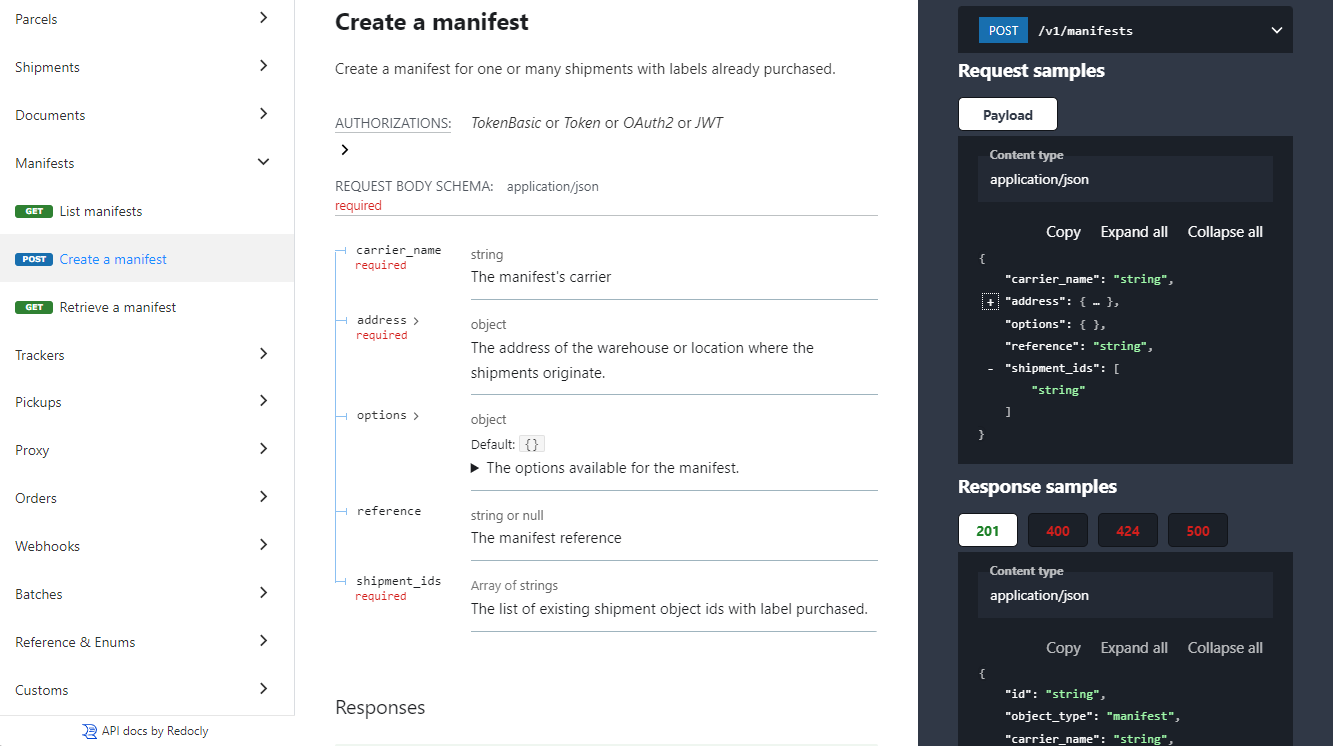 Parcels
Shipments
Documents
Manifests
GET List manifests
POST Create a manifest
GET Retrieve a manifest
Trackers
Pickups
Proxy
Orders
Webhooks
Batches
Reference & Enums
Customs
API docs by Redocly
Create a manifest
Create a manifest for one or many shipments with labels already purchased.
AUTHORIZATIONS: TokenBasic or Token or OAuth2 or JWT
REQUEST BODY SCHEMA: application/json
required
carrier_name
required
string
The manifest's carrier
address
required
object
The address of the warehouse or location where the
shipments originate.
options
object
Default: {}
The options available for the manifest.
reference
string or null
The manifest reference
shipment_ids
required
Array of strings
The list of existing shipment object ids with label purchased.
Responses
POST /v1/manifests
Request samples
Payload
Content type
application/json
Copy Expand all Collapse all
{
"carrier_name": "string",
+ "address": { … },
"options": { },
"reference": "string",
- "shipment_ids": [
"string"
]
}
Response samples
201 400 424 500
Content type
application/json
Copy Expand all Collapse all
{
"id": "string",
"object_type": "manifest",
"carrier_name": "string",